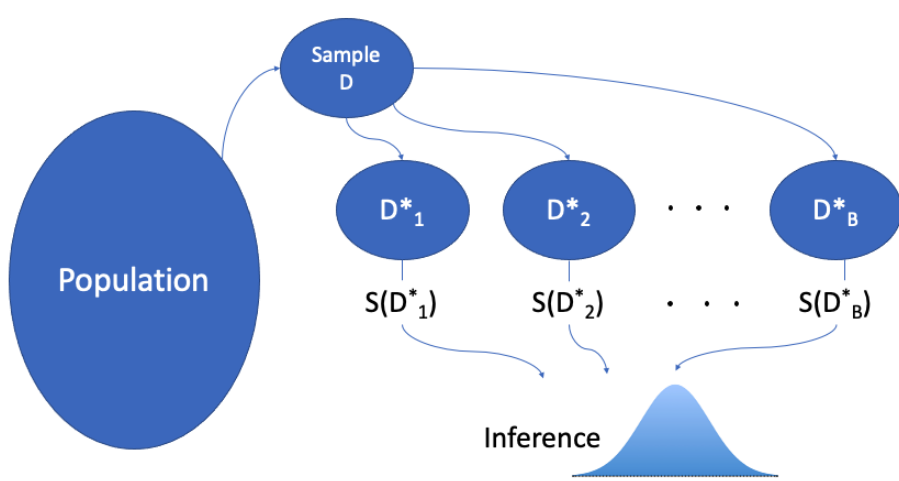 Sample
D
Population
D*₁
D*₂
· · ·
D*B
S(D*₁)
S(D*₂)
· · ·
S(D*B)
Inference